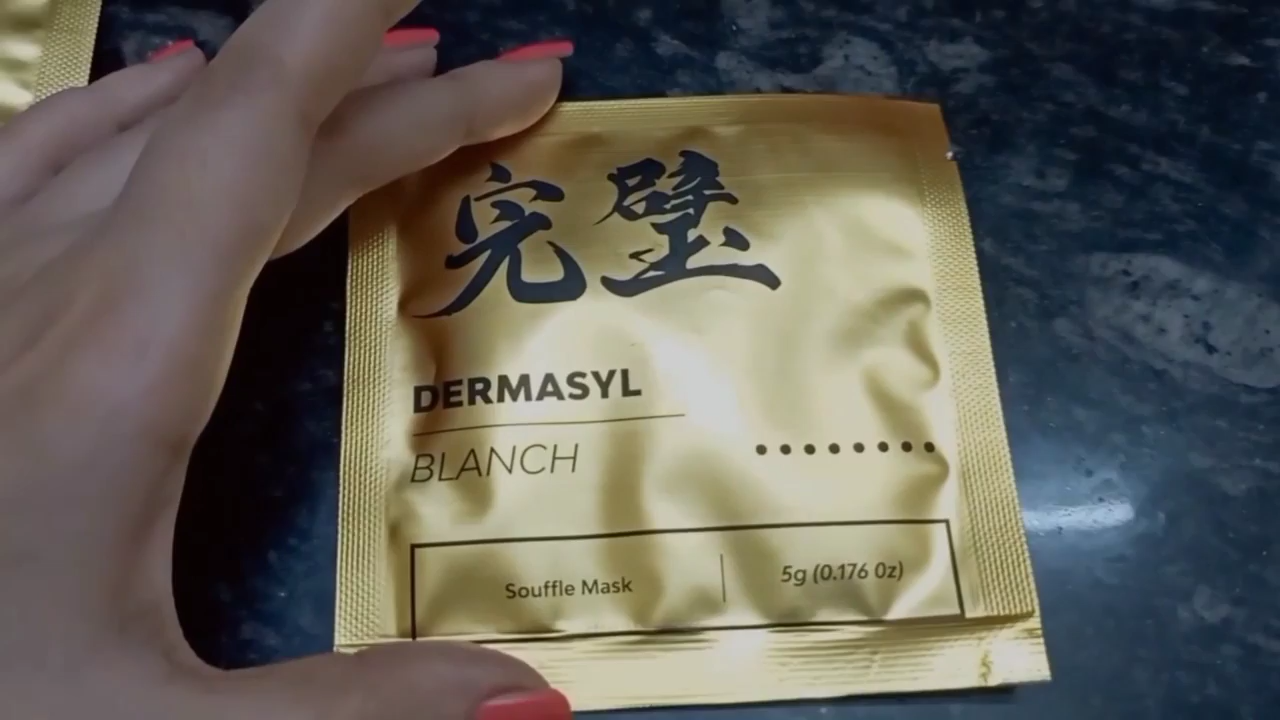 完璧
DERMASYL
BLANCH
Souffle Mask
5g (0.176 0z)